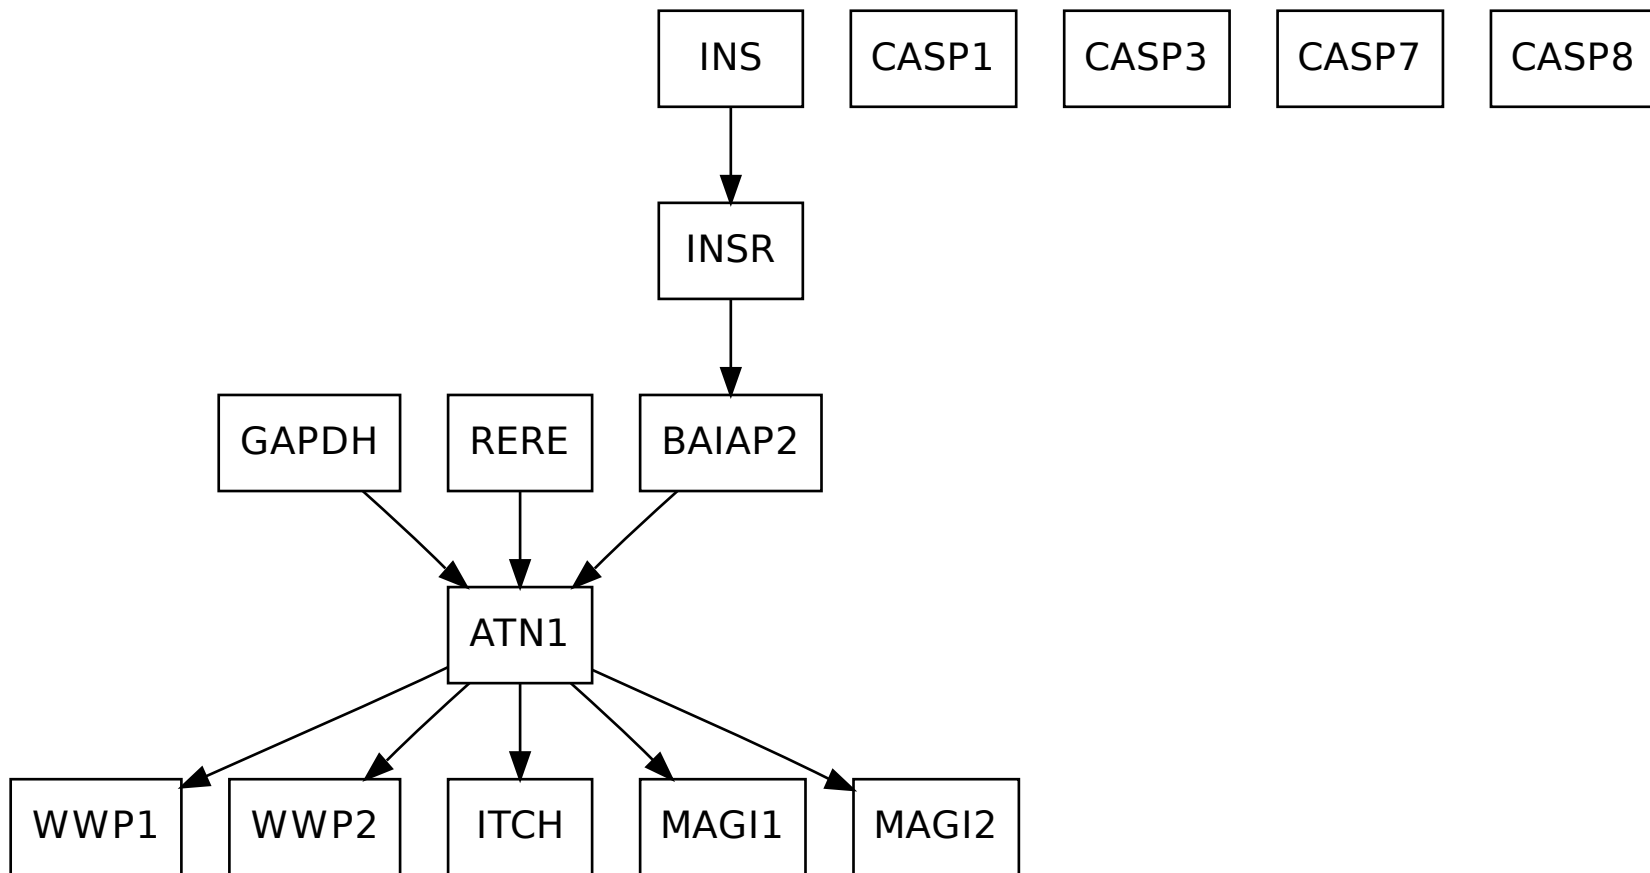 INS CASP1 CASP3 CASP7 CASP8
INSR
GAPDH RERE BAIAP2
ATN1
WWP1 WWP2 ITCH MAGI1 MAGI2